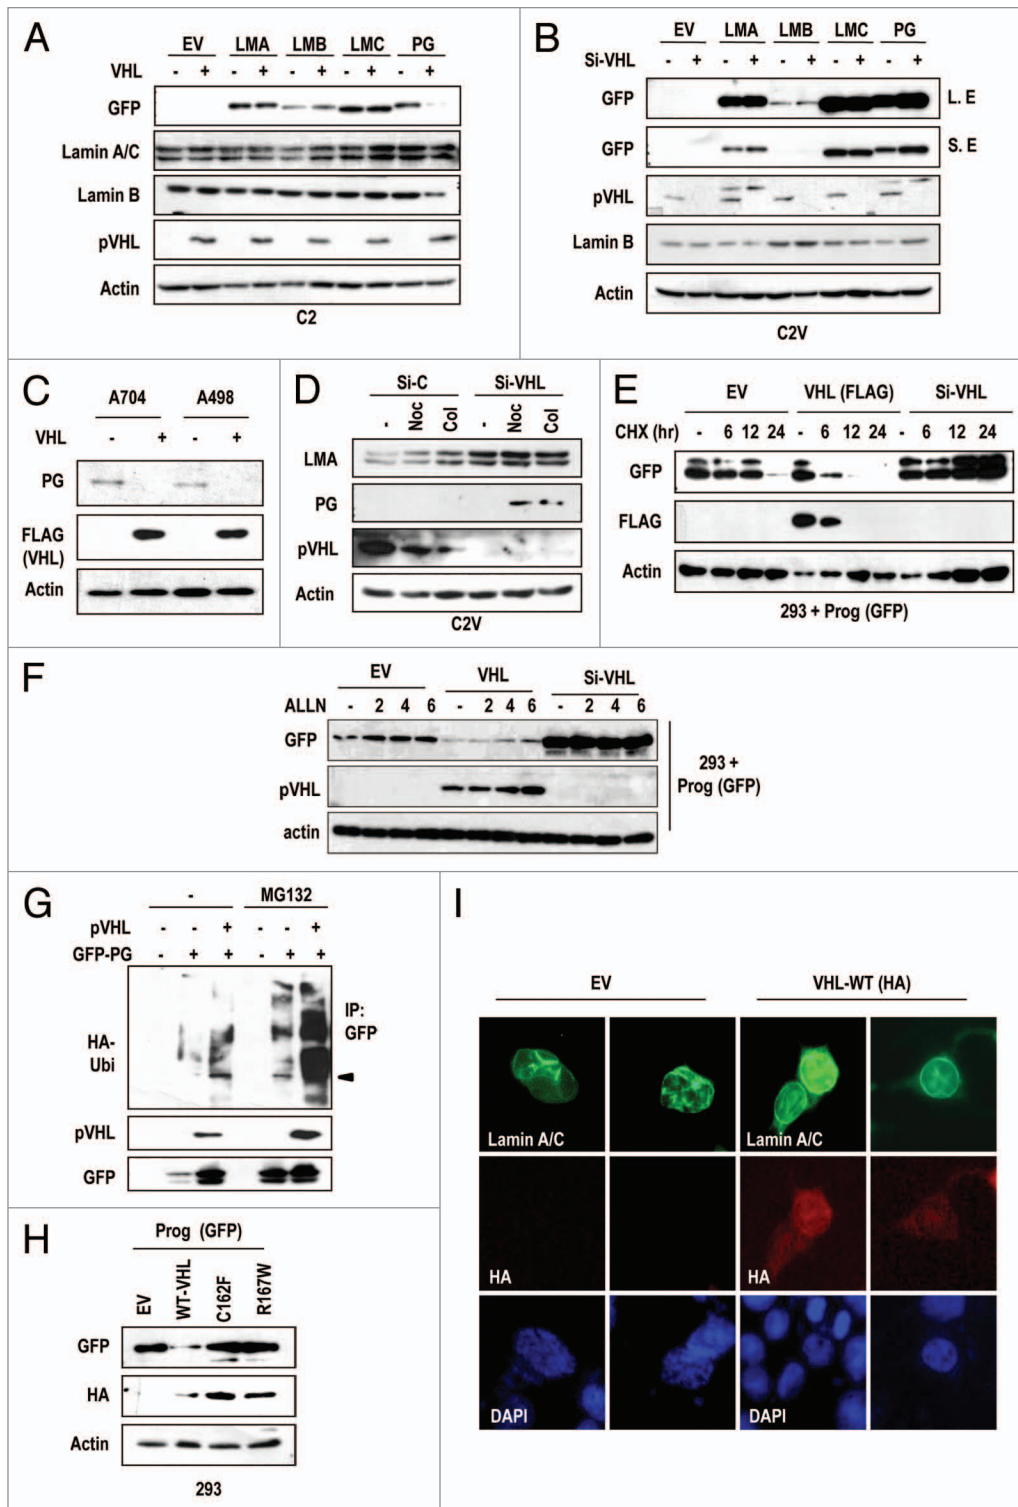 A
EV LMA LMB LMC PG
VHL - + - + - + - + - +
GFP
Lamin A/C
Lamin B
pVHL
Actin
C2
B
EV LMA LMB LMC PG
Si-VHL - + - + - + - + - +
GFP L. E
GFP S. E
pVHL
Lamin B
Actin
C2V
C
A704 A498
VHL - + - +
PG
FLAG
(VHL)
Actin
D
Si-C Si-VHL
- Noc Col - Noc Col
LMA
PG
pVHL
Actin
C2V
E
EV VHL (FLAG) Si-VHL
CHX (hr) - 6 12 24 - 6 12 24 - 6 12 24
GFP
FLAG
Actin
293 + Prog (GFP)
F
EV VHL Si-VHL
ALLN - 2 4 6 - 2 4 6 - 2 4 6
GFP
pVHL
actin
293 +
Prog (GFP)
G
- MG132
pVHL - - + - - +
GFP-PG - + + - + +
HA-
Ubi
IP:
GFP
pVHL
GFP
H
Prog (GFP)
EV WT-VHL C162F R167W
GFP
HA
Actin
293
I
EV VHL-WT (HA)
Lamin A/C Lamin A/C
HA HA
DAPI DAPI